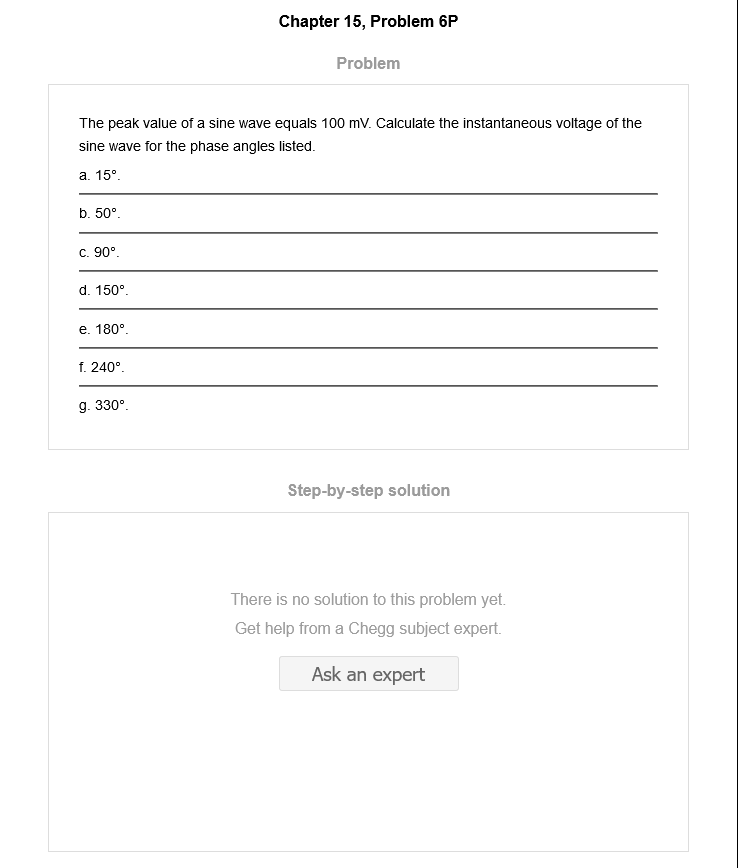 Chapter 15, Problem 6P
Problem
The peak value of a sine wave equals 100 mV. Calculate the instantaneous voltage of the
sine wave for the phase angles listed.
a. 15°.
b. 50°.
c. 90°.
d. 150°.
e. 180°.
f. 240°.
g. 330°.
Step-by-step solution
There is no solution to this problem yet.
Get help from a Chegg subject expert.
Ask an expert